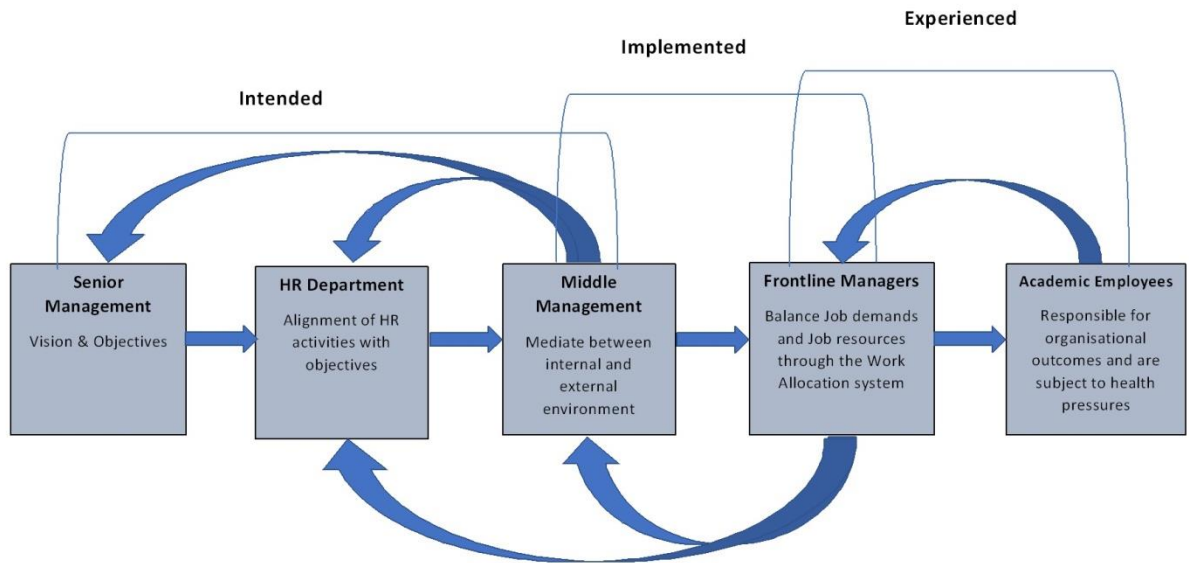 Experienced
Implemented
Intended
Senior
Management
Vision & Objectives
HR Department
Alignment of HR
activities with
objectives
Middle
Management
Mediate between
internal and
external
environment
Frontline Managers
Balance Job demands
and Job resources
through the Work
Allocation system
Academic Employees
Responsible for
organisational
outcomes and are
subject to health
pressures